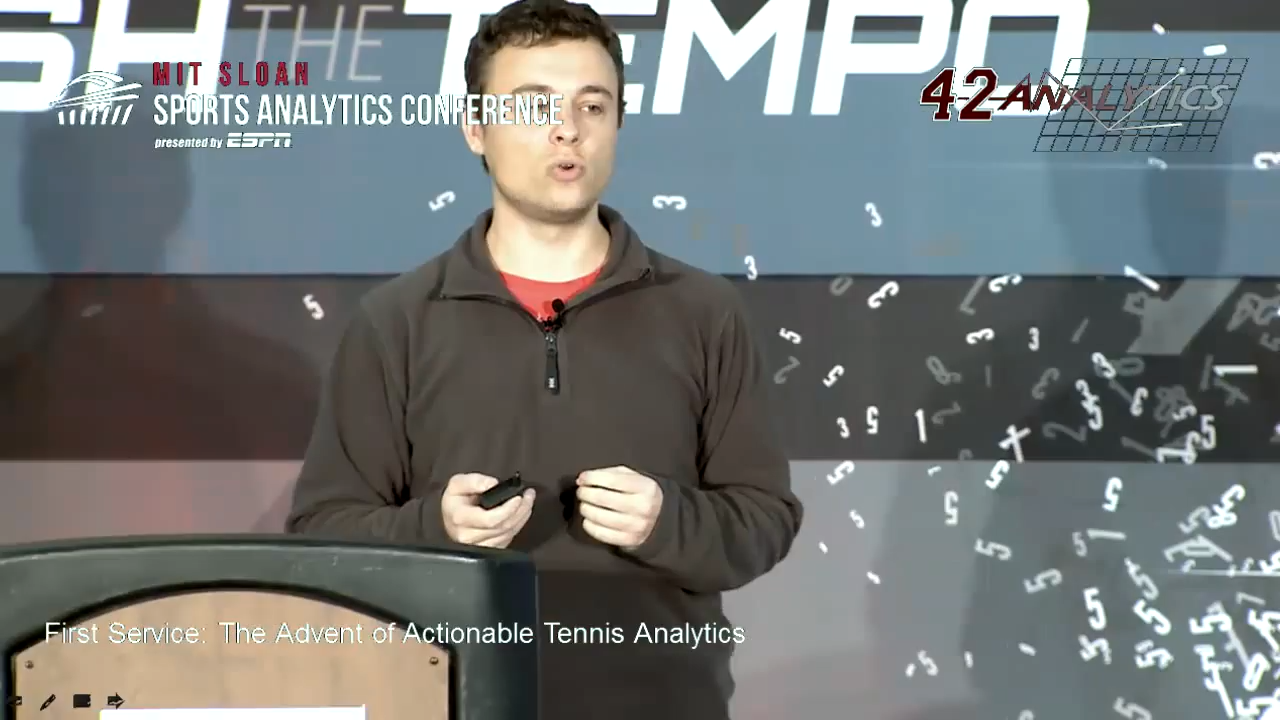 SH THE TEMPO
MIT SLOAN
SPORTS ANALYTICS CONFERENCE
presented by ESPN
42 ANALYTICS
First Service: The Advent of Actionable Tennis Analytics